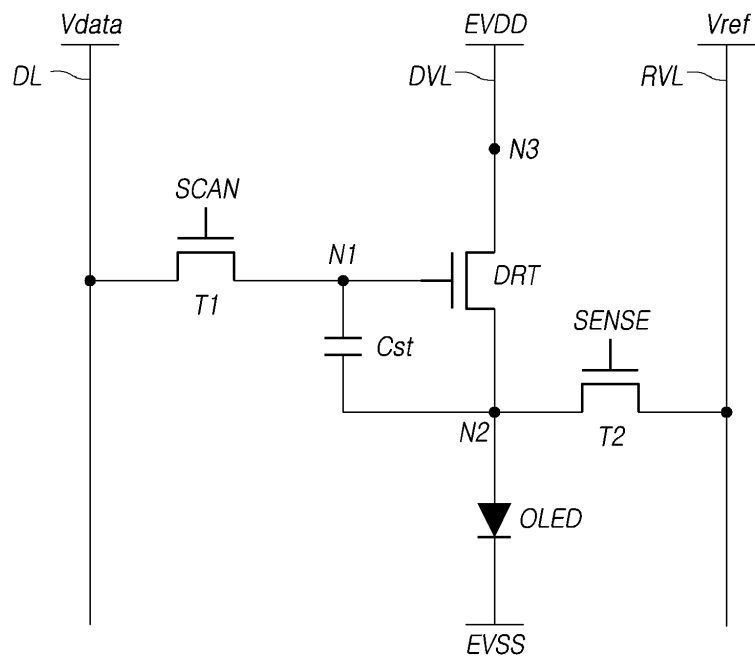 Vdata
EVDD
Vref
DL
DVL
RVL
N3
SCAN
N1
DRT
T1
SENSE
Cst
N2
T2
OLED
EVSS